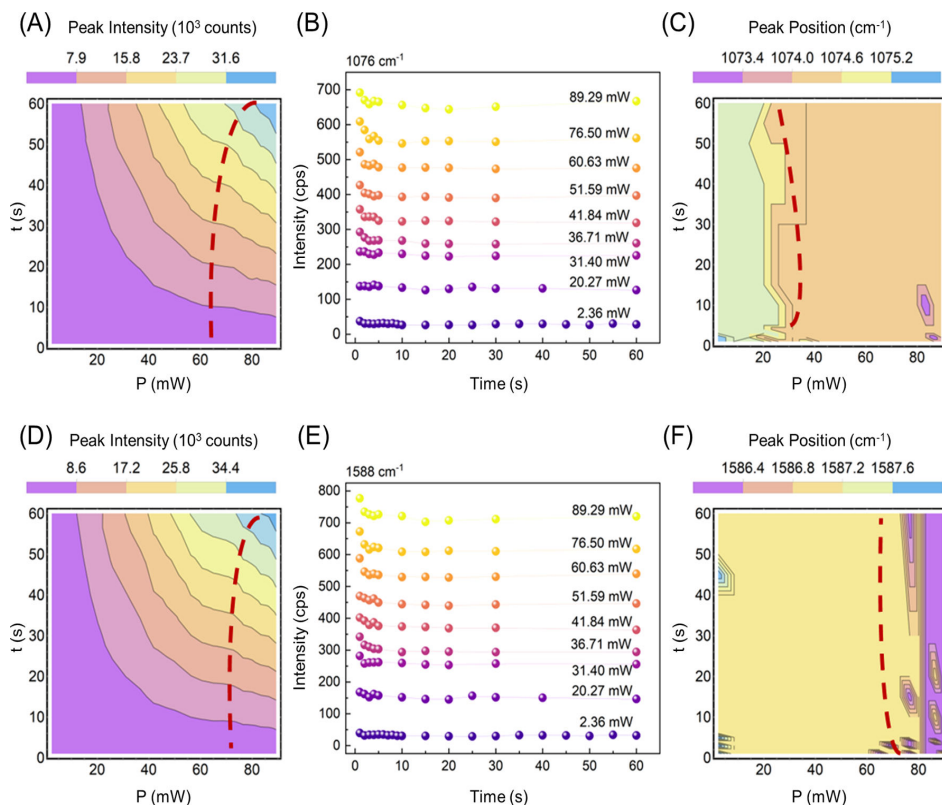 (A)
Peak Intensity (10³ counts)
7.9 15.8 23.7 31.6
60
50
40
30
20
10
0
t (s)
20 40 60 80
P (mW)
(B)
1076 cm⁻¹
700
600
500
400
300
200
100
0
Intensity (cps)
89.29 mW
76.50 mW
60.63 mW
51.59 mW
41.84 mW
36.71 mW
31.40 mW
20.27 mW
2.36 mW
0 10 20 30 40 50 60
Time (s)
(C)
Peak Position (cm⁻¹)
1073.4 1074.0 1074.6 1075.2
60
50
40
30
20
10
0
t (s)
20 40 60 80
P (mW)
(D)
Peak Intensity (10³ counts)
8.6 17.2 25.8 34.4
60
50
40
30
20
10
0
t (s)
20 40 60 80
P (mW)
(E)
1588 cm⁻¹
800
700
600
500
400
300
200
100
0
Intensity (cps)
89.29 mW
76.50 mW
60.63 mW
51.59 mW
41.84 mW
36.71 mW
31.40 mW
20.27 mW
2.36 mW
0 10 20 30 40 50 60
Time (s)
(F)
Peak Position (cm⁻¹)
1586.4 1586.8 1587.2 1587.6
60
50
40
30
20
10
0
t (s)
20 40 60 80
P (mW)